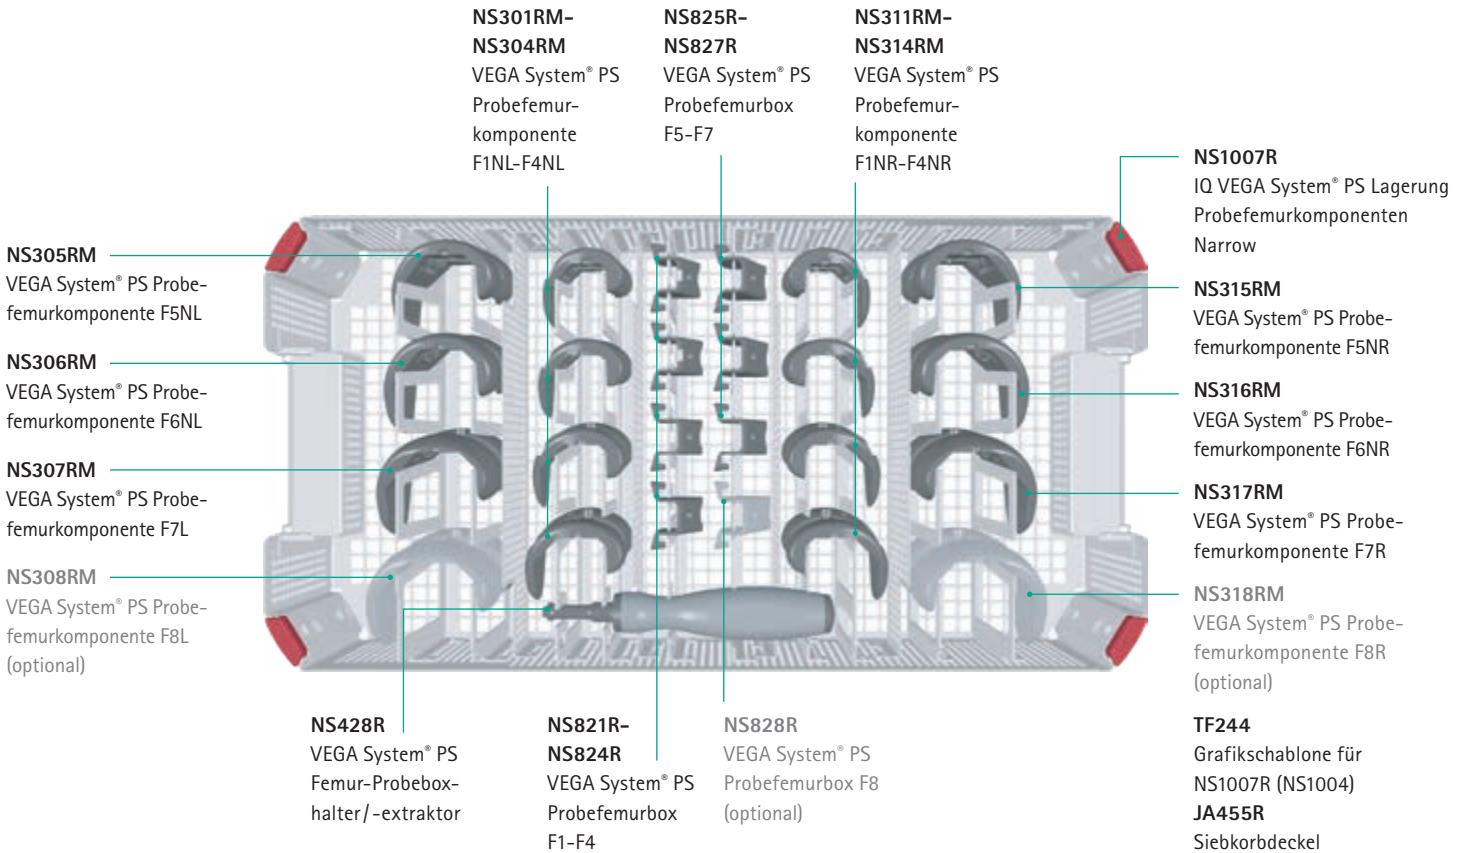 NS301RM-
NS304RM
VEGA System® PS
Probefemur-
komponente
F1NL-F4NL
NS825R-
NS827R
VEGA System® PS
Probefemurbox
F5-F7
NS311RM-
NS314RM
VEGA System® PS
Probefemur-
komponente
F1NR-F4NR
NS1007R
IQ VEGA System® PS Lagerung
Probefemurkomponenten
Narrow
NS305RM
VEGA System® PS Probe-
femurkomponente F5NL
NS306RM
VEGA System® PS Probe-
femurkomponente F6NL
NS307RM
VEGA System® PS Probe-
femurkomponente F7L
NS308RM
VEGA System® PS Probe-
femurkomponente F8L
(optional)
NS315RM
VEGA System® PS Probe-
femurkomponente F5NR
NS316RM
VEGA System® PS Probe-
femurkomponente F6NR
NS317RM
VEGA System® PS Probe-
femurkomponente F7R
NS318RM
VEGA System® PS Probe-
femurkomponente F8R
(optional)
NS428R
VEGA System® PS
Femur-Probebox-
halter/-extraktor
NS821R-
NS824R
VEGA System® PS
Probefemurbox
F1-F4
NS828R
VEGA System® PS
Probefemurbox F8
(optional)
TF244
Grafikschablone für
NS1007R (NS1004)
JA455R
Siebkorbdeckel